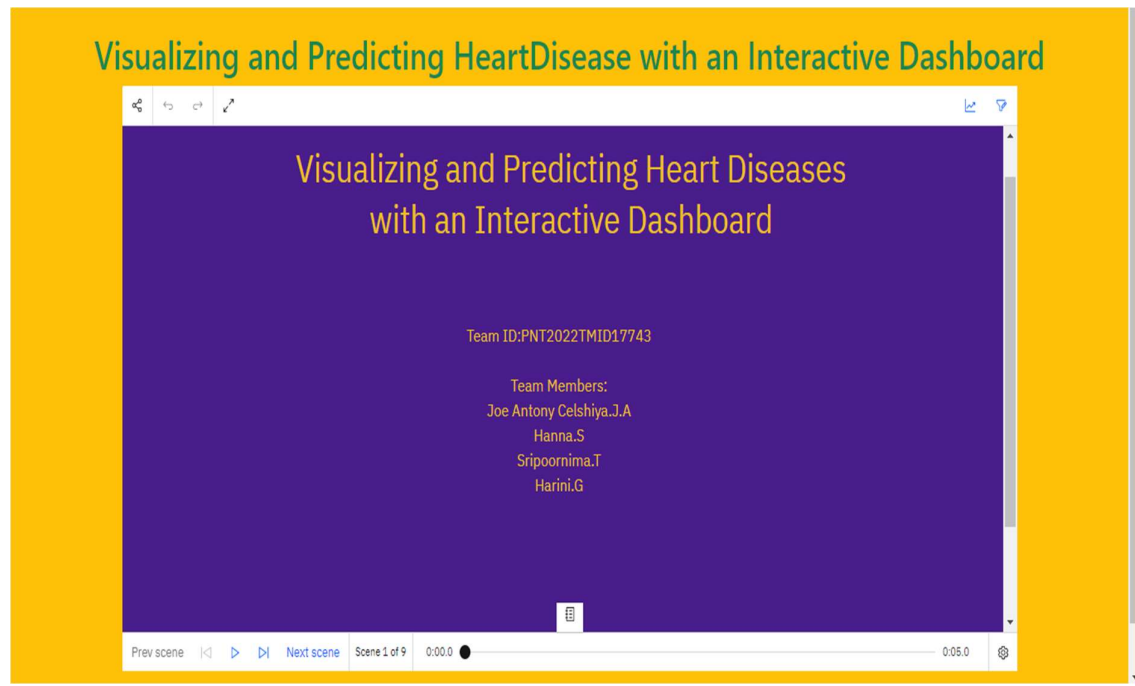 Visualizing and Predicting HeartDisease with an Interactive Dashboard
Visualizing and Predicting Heart Diseases
with an Interactive Dashboard
Team ID:PNT2022TMID17743
Team Members:
Joe Antony Celshiya.J.A
Hanna.S
Sripoornima.T
Harini.G
Prev scene Next scene Scene 1 of 9 0:00.0 0:05.0